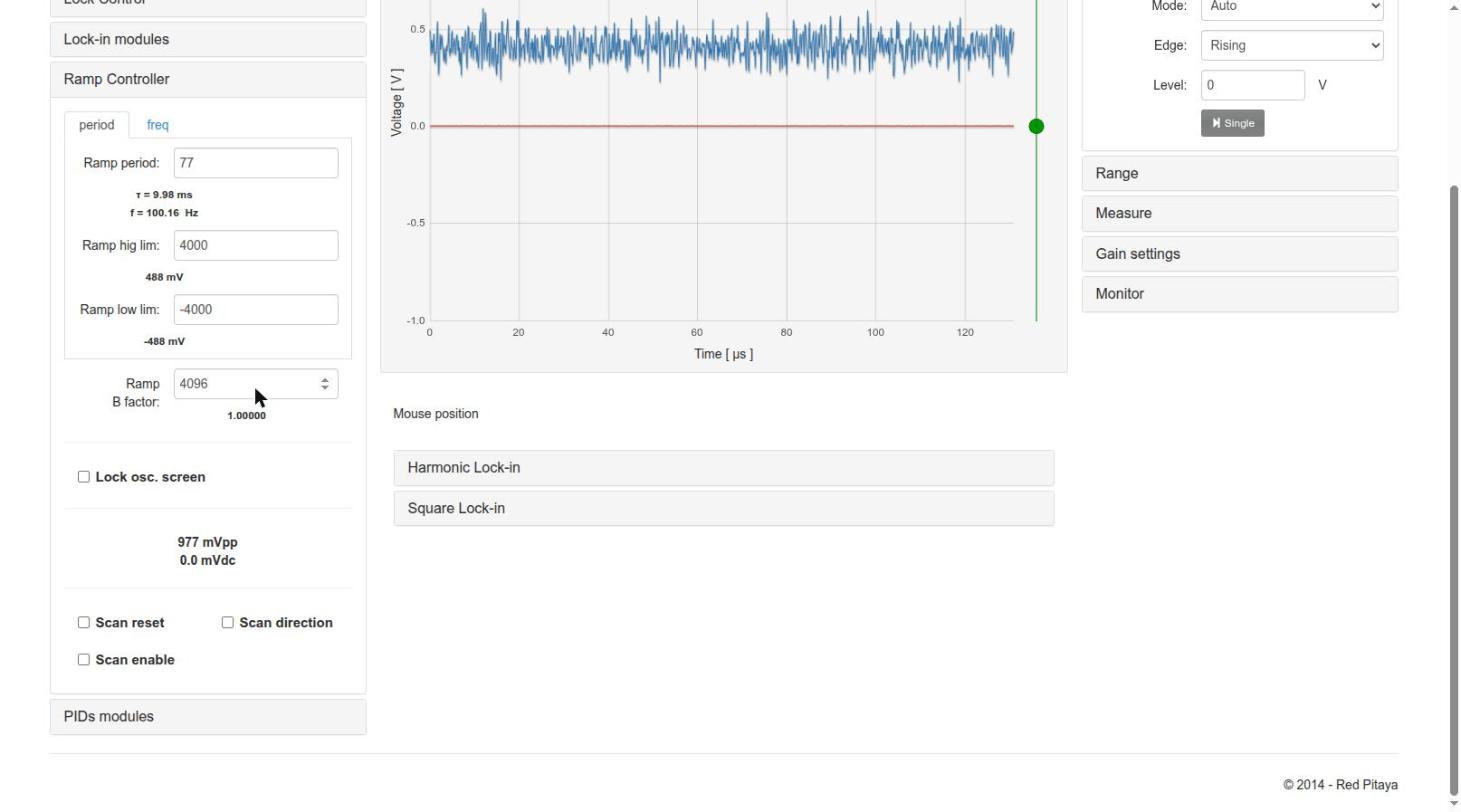 Lock Control
Lock-in modules
Ramp Controller
period
freq
Ramp period:
77
τ = 9.98 ms
f = 100.16 Hz
Ramp hig lim:
4000
488 mV
Ramp low lim:
-4000
-488 mV
Ramp
B factor:
4096
1.00000
Lock osc. screen
977 mVpp
0.0 mVdc
Scan reset
Scan direction
Scan enable
PIDs modules
Voltage [ V ]
0.5
0.0
-0.5
-1.0
0 20 40 60 80 100 120
Time [ µs ]
Mouse position
Harmonic Lock-in
Square Lock-in
Mode:
Auto
Edge:
Rising
Level:
0
V
Single
Range
Measure
Gain settings
Monitor
© 2014 - Red Pitaya